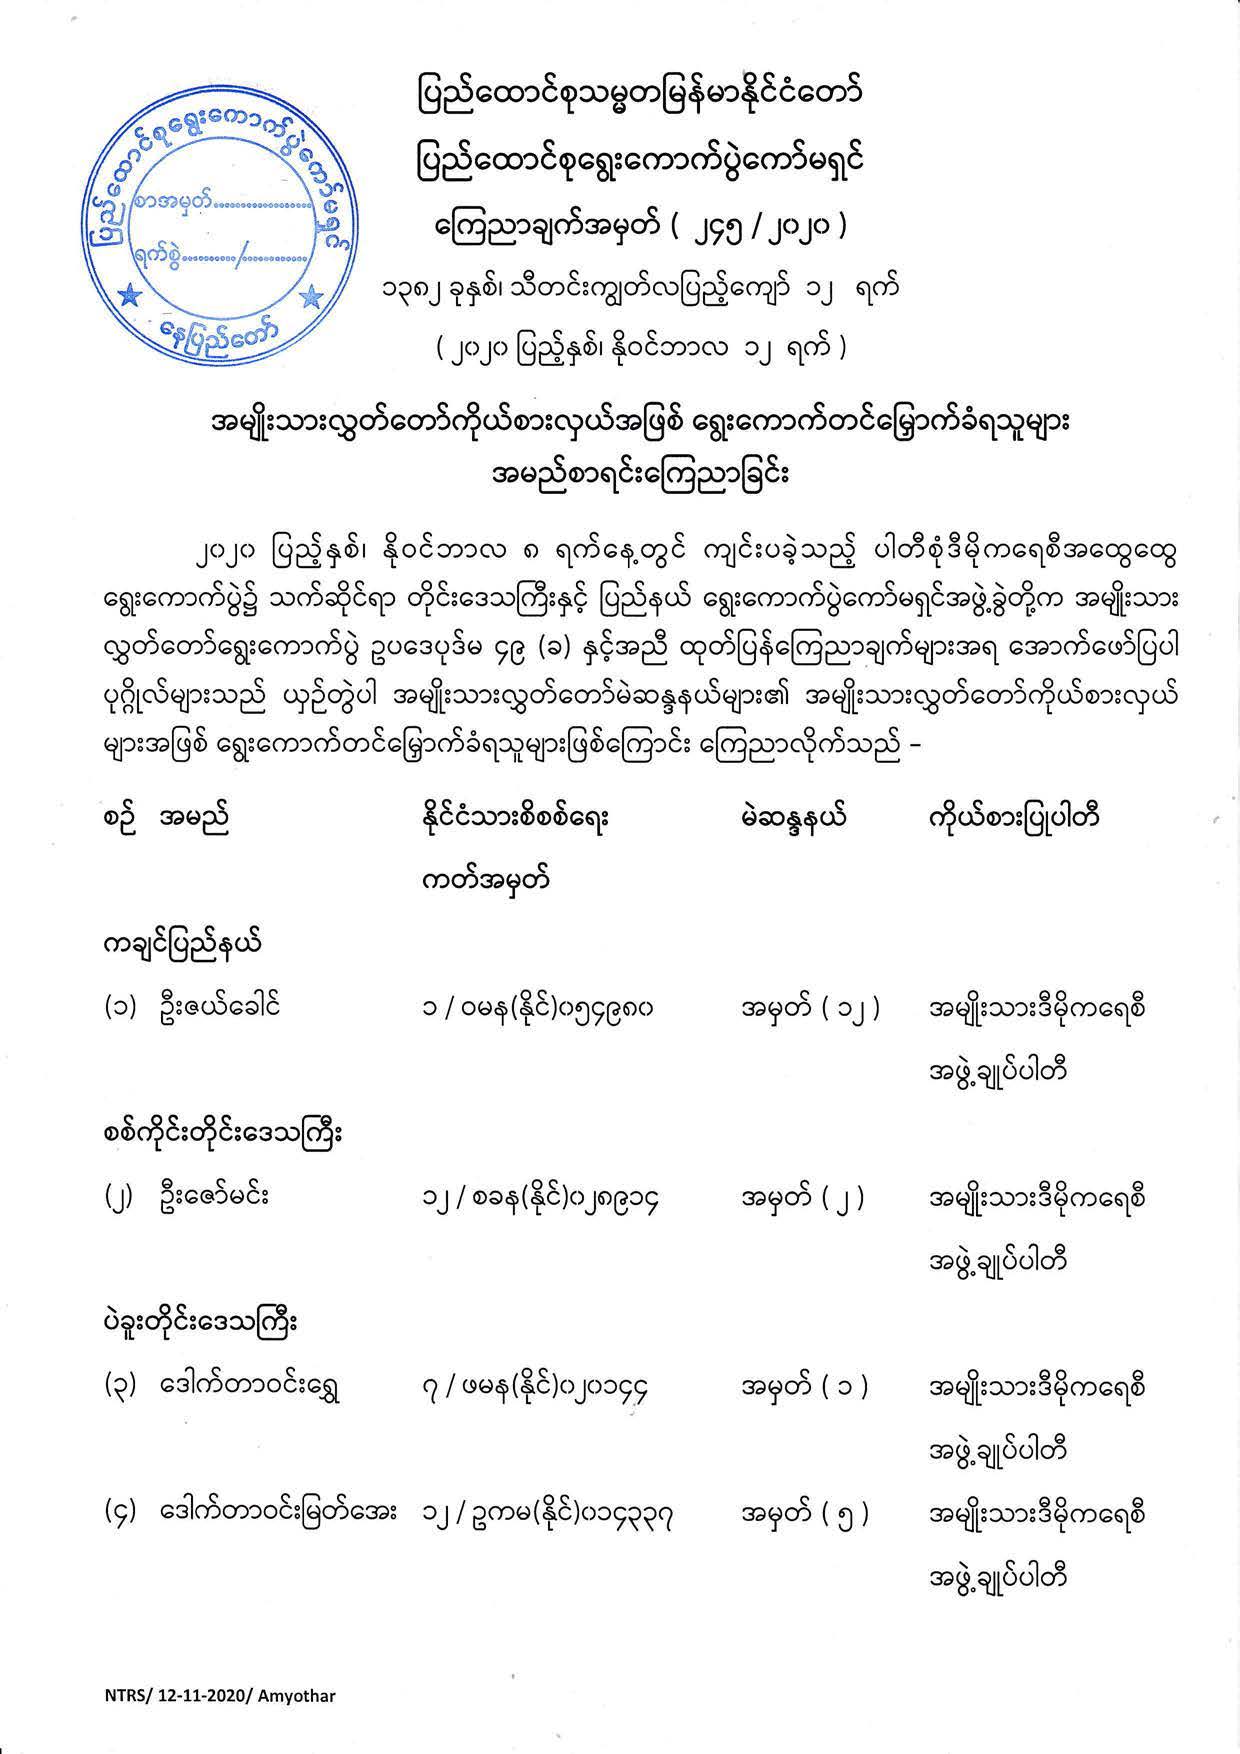 ပြည်ထောင်စုသမ္မတမြန်မာနိုင်ငံတော်
ပြည်ထောင်စုရွေးကောက်ပွဲကော်မရှင်
ကြေညာချက်အမှတ် ( ၂၄၅ / ၂၀၂၀ )
၁၃၈၂ ခုနှစ်၊ သီတင်းကျွတ်လပြည့်ကျော် ၁၂ ရက်
( ၂၀၂၀ ပြည့်နှစ်၊ နိုဝင်ဘာလ ၁၂ ရက် )
ပြည်ထောင်စုရွေးကောက်ပွဲကော်မရှင်
စာအမှတ်....................
ရက်စွဲ.........../..............
နေပြည်တော်
အမျိုးသားလွှတ်တော်ကိုယ်စားလှယ်အဖြစ် ရွေးကောက်တင်မြှောက်ခံရသူများ
အမည်စာရင်းကြေညာခြင်း
၂၀၂၀ ပြည့်နှစ်၊ နိုဝင်ဘာလ ၈ ရက်နေ့တွင် ကျင်းပခဲ့သည့် ပါတီစုံဒီမိုကရေစီအထွေထွေ
ရွေးကောက်ပွဲ၌ သက်ဆိုင်ရာ တိုင်းဒေသကြီးနှင့် ပြည်နယ် ရွေးကောက်ပွဲကော်မရှင်အဖွဲ့ခွဲတို့က အမျိုးသား
လွှတ်တော်ရွေးကောက်ပွဲ ဥပဒေပုဒ်မ ၄၉ (ခ) နှင့်အညီ ထုတ်ပြန်ကြေညာချက်များအရ အောက်ဖော်ပြပါ
ပုဂ္ဂိုလ်များသည် ယှဉ်တွဲပါ အမျိုးသားလွှတ်တော်မဲဆန္ဒနယ်များ၏ အမျိုးသားလွှတ်တော်ကိုယ်စားလှယ်
များအဖြစ် ရွေးကောက်တင်မြှောက်ခံရသူများဖြစ်ကြောင်း ကြေညာလိုက်သည် –
စဉ် အမည် နိုင်ငံသားစိစစ်ရေး မဲဆန္ဒနယ် ကိုယ်စားပြုပါတီ
ကတ်အမှတ်
ကချင်ပြည်နယ်
(၁) ဦးဇယ်ခေါင် ၁ / ဝမန(နိုင်)၀၅၄၉၈၀ အမှတ် ( ၁၂ ) အမျိုးသားဒီမိုကရေစီ
အဖွဲ့ချုပ်ပါတီ
စစ်ကိုင်းတိုင်းဒေသကြီး
(၂) ဦးဇော်မင်း ၁၂ / စခန(နိုင်)၀၂၈၉၁၄ အမှတ် ( ၂ ) အမျိုးသားဒီမိုကရေစီ
အဖွဲ့ချုပ်ပါတီ
ပဲခူးတိုင်းဒေသကြီး
(၃) ဒေါက်တာဝင်းရွှေ ၇ / ဖမန(နိုင်)၀၂၀၁၄၄ အမှတ် ( ၁ ) အမျိုးသားဒီမိုကရေစီ
အဖွဲ့ချုပ်ပါတီ
(၄) ဒေါက်တာဝင်းမြတ်အေး ၁၂ / ဥကမ(နိုင်)၀၁၄၃၃၇ အမှတ် ( ၅ ) အမျိုးသားဒီမိုကရေစီ
အဖွဲ့ချုပ်ပါတီ
NTRS/ 12-11-2020/ Amyothar